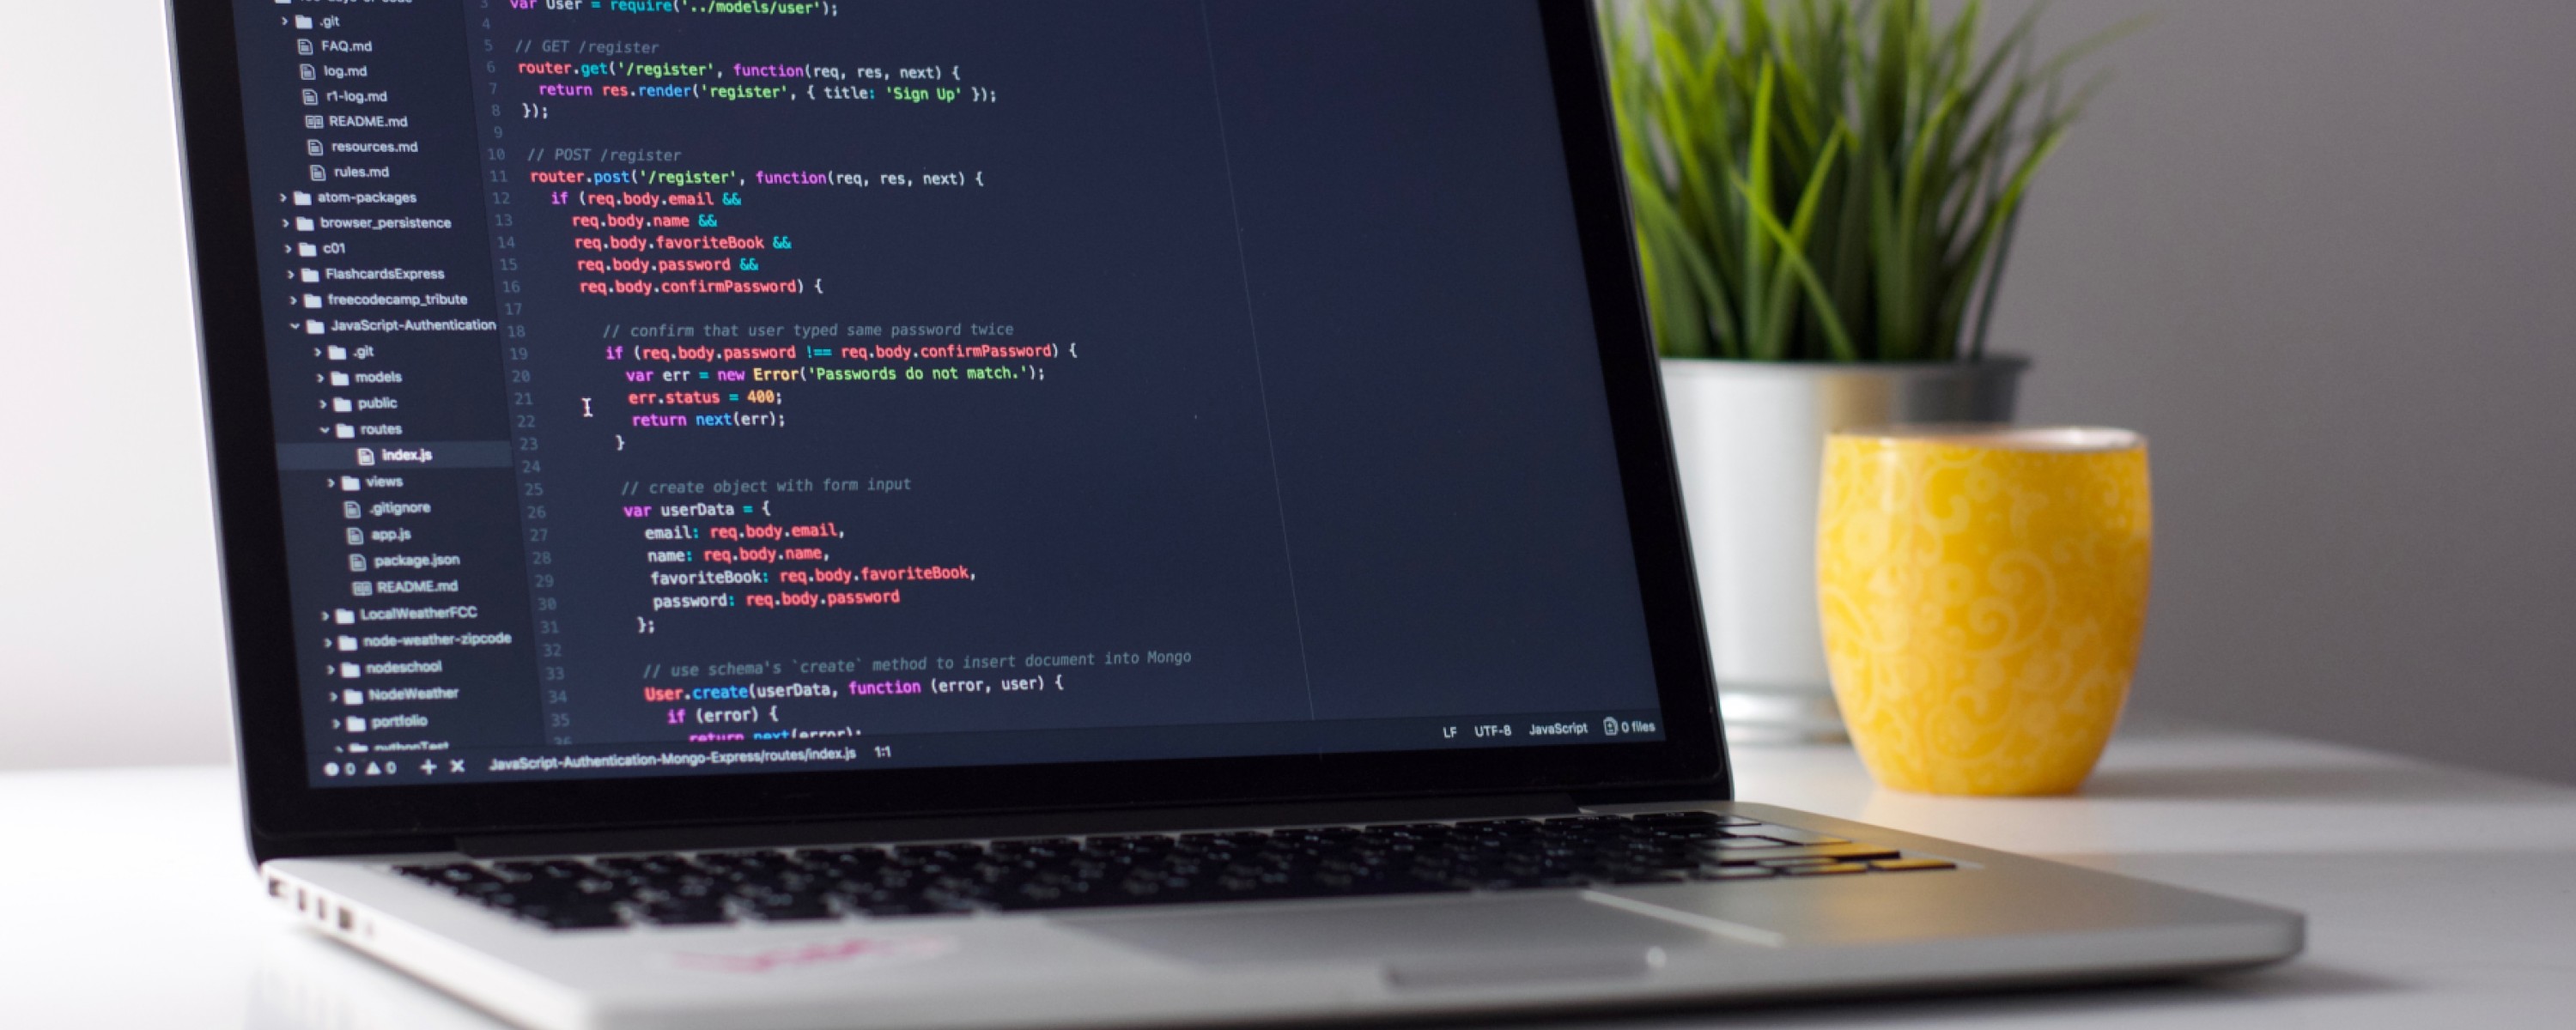 .git
FAQ.md
log.md
r1-log.md
README.md
resources.md
rules.md
atom-packages
browser_persistence
c01
FlashcardsExpress
freecodecamp_tribute
JavaScript-Authentication
.git
models
public
routes
index.js
views
.gitignore
app.js
package.json
README.md
LocalWeatherFCC
node-weather-zipcode
nodeschool
NodeWeather
portfolio
pythonTest
3 var User = require('../models/user');
4
5 // GET /register
6 router.get('/register', function(req, res, next) {
7 return res.render('register', { title: 'Sign Up' });
8 });
9
10 // POST /register
11 router.post('/register', function(req, res, next) {
12 if (req.body.email &&
13 req.body.name &&
14 req.body.favoriteBook &&
15 req.body.password &&
16 req.body.confirmPassword) {
17
18 // confirm that user typed same password twice
19 if (req.body.password !== req.body.confirmPassword) {
20 var err = new Error('Passwords do not match.');
21 err.status = 400;
22 return next(err);
23 }
24
25 // create object with form input
26 var userData = {
27 email: req.body.email,
28 name: req.body.name,
29 favoriteBook: req.body.favoriteBook,
30 password: req.body.password
31 };
32
33 // use schema's `create` method to insert document into Mongo
34 User.create(userData, function (error, user) {
35 if (error) {
36 return next(error);
0 0 JavaScript-Authentication-Mongo-Express/routes/index.js 1:1 LF UTF-8 JavaScript 0 files